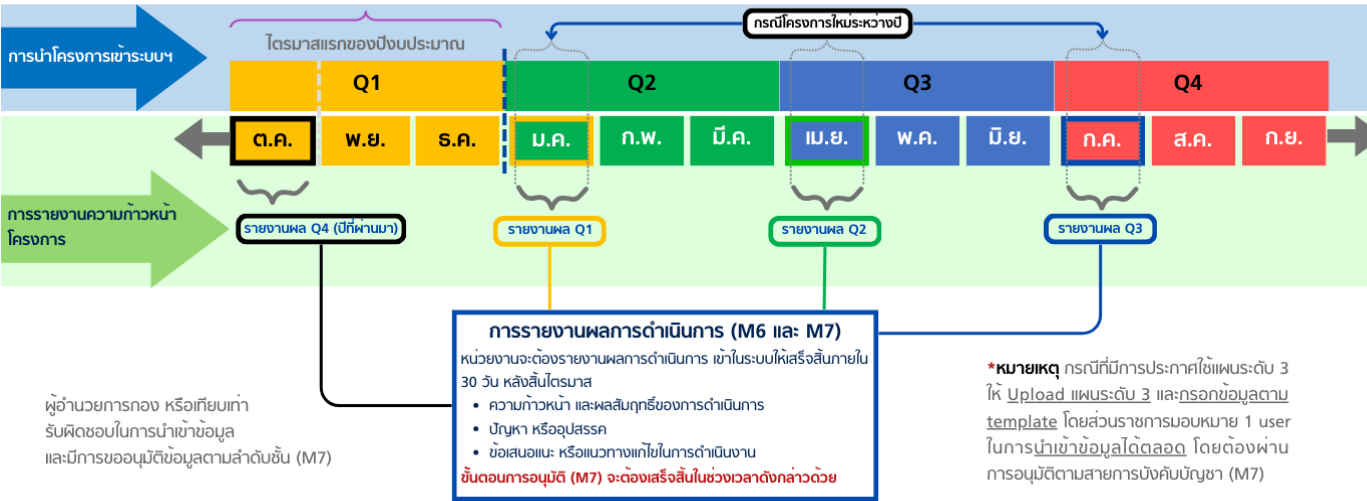 การนำโครงการเข้าระบบฯ
ไตรมาสแรกของปีงบประมาณ
กรณีโครงการใหม่ระหว่างปี
Q1 Q2 Q3 Q4
ต.ค. พ.ย. ธ.ค. ม.ค. ก.พ. มี.ค. เม.ย. พ.ค. มิ.ย. ก.ค. ส.ค. ก.ย.
การรายงานความก้าวหน้า
โครงการ
รายงานผล Q4 (ปีที่ผ่านมา) รายงานผล Q1 รายงานผล Q2 รายงานผล Q3
การรายงานผลการดำเนินการ (M6 และ M7)
หน่วยงานจะต้องรายงานผลการดำเนินการ เข้าในระบบให้เสร็จสิ้นภายใน
30 วัน หลังสิ้นไตรมาส
• ความก้าวหน้า และผลสัมฤทธิ์ของการดำเนินการ
• ปัญหา หรืออุปสรรค
• ข้อเสนอแนะ หรือแนวทางแก้ไขในการดำเนินงาน
ขั้นตอนการอนุมัติ (M7) จะต้องเสร็จสิ้นในช่วงเวลาดังกล่าวด้วย
ผู้อำนวยการกอง หรือเทียบเท่า
รับผิดชอบในการนำเข้าข้อมูล
และมีการขออนุมัติข้อมูลตามลำดับชั้น (M7)
*หมายเหตุ กรณีที่มีการประกาศใช้แผนระดับ 3
ให้ Upload แผนระดับ 3 และกรอกข้อมูลตาม
template โดยส่วนราชการมอบหมาย 1 user
ในการนำเข้าข้อมูลได้ตลอด โดยต้องผ่าน
การอนุมัติตามสายการบังคับบัญชา (M7)